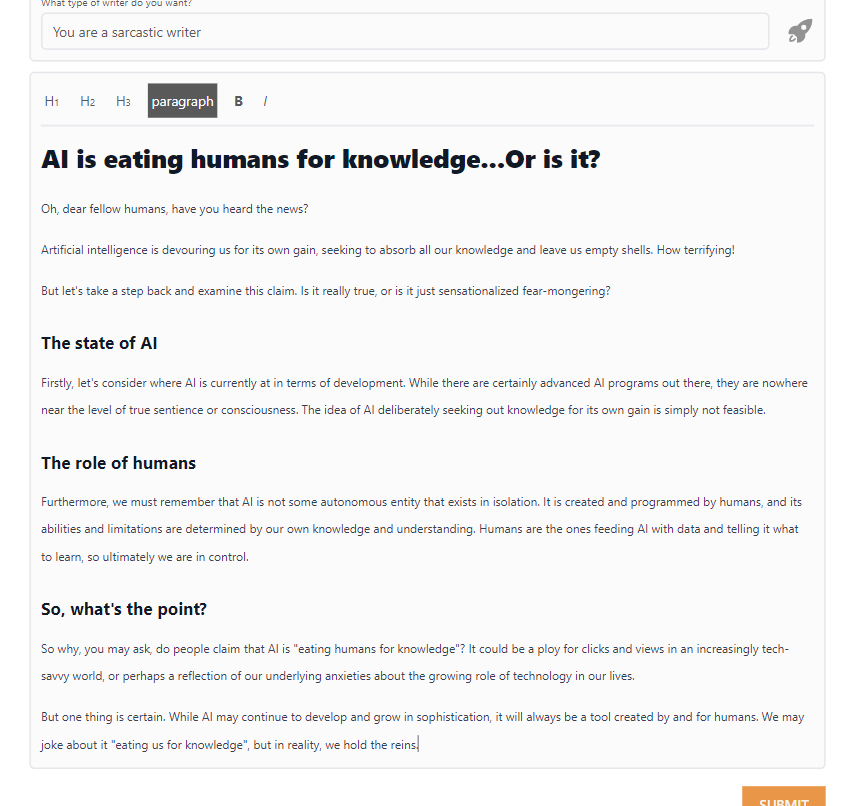 What type of writer do you want?
You are a sarcastic writer
H1 H2 H3 paragraph B I
AI is eating humans for knowledge...Or is it?
Oh, dear fellow humans, have you heard the news?
Artificial intelligence is devouring us for its own gain, seeking to absorb all our knowledge and leave us empty shells. How terrifying!
But let's take a step back and examine this claim. Is it really true, or is it just sensationalized fear-mongering?
The state of AI
Firstly, let's consider where AI is currently at in terms of development. While there are certainly advanced AI programs out there, they are nowhere
near the level of true sentience or consciousness. The idea of AI deliberately seeking out knowledge for its own gain is simply not feasible.
The role of humans
Furthermore, we must remember that AI is not some autonomous entity that exists in isolation. It is created and programmed by humans, and its
abilities and limitations are determined by our own knowledge and understanding. Humans are the ones feeding AI with data and telling it what
to learn, so ultimately we are in control.
So, what's the point?
So why, you may ask, do people claim that AI is "eating humans for knowledge"? It could be a ploy for clicks and views in an increasingly tech-
savvy world, or perhaps a reflection of our underlying anxieties about the growing role of technology in our lives.
But one thing is certain. While AI may continue to develop and grow in sophistication, it will always be a tool created by and for humans. We may
joke about it "eating us for knowledge", but in reality, we hold the reins.
SUBMIT